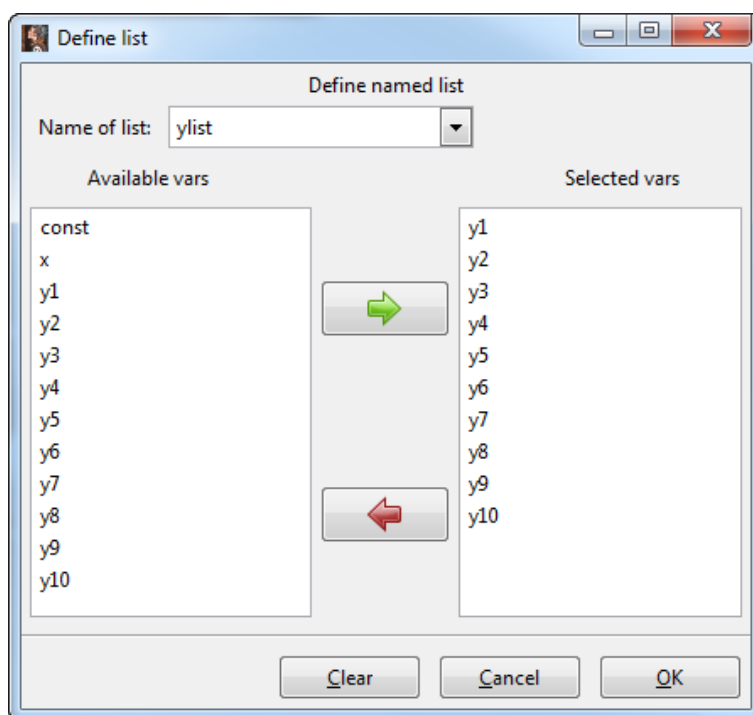 Define list
Define named list
Name of list: ylist
Available vars
const
x
y1
y2
y3
y4
y5
y6
y7
y8
y9
y10
Selected vars
y1
y2
y3
y4
y5
y6
y7
y8
y9
y10
Clear Cancel OK